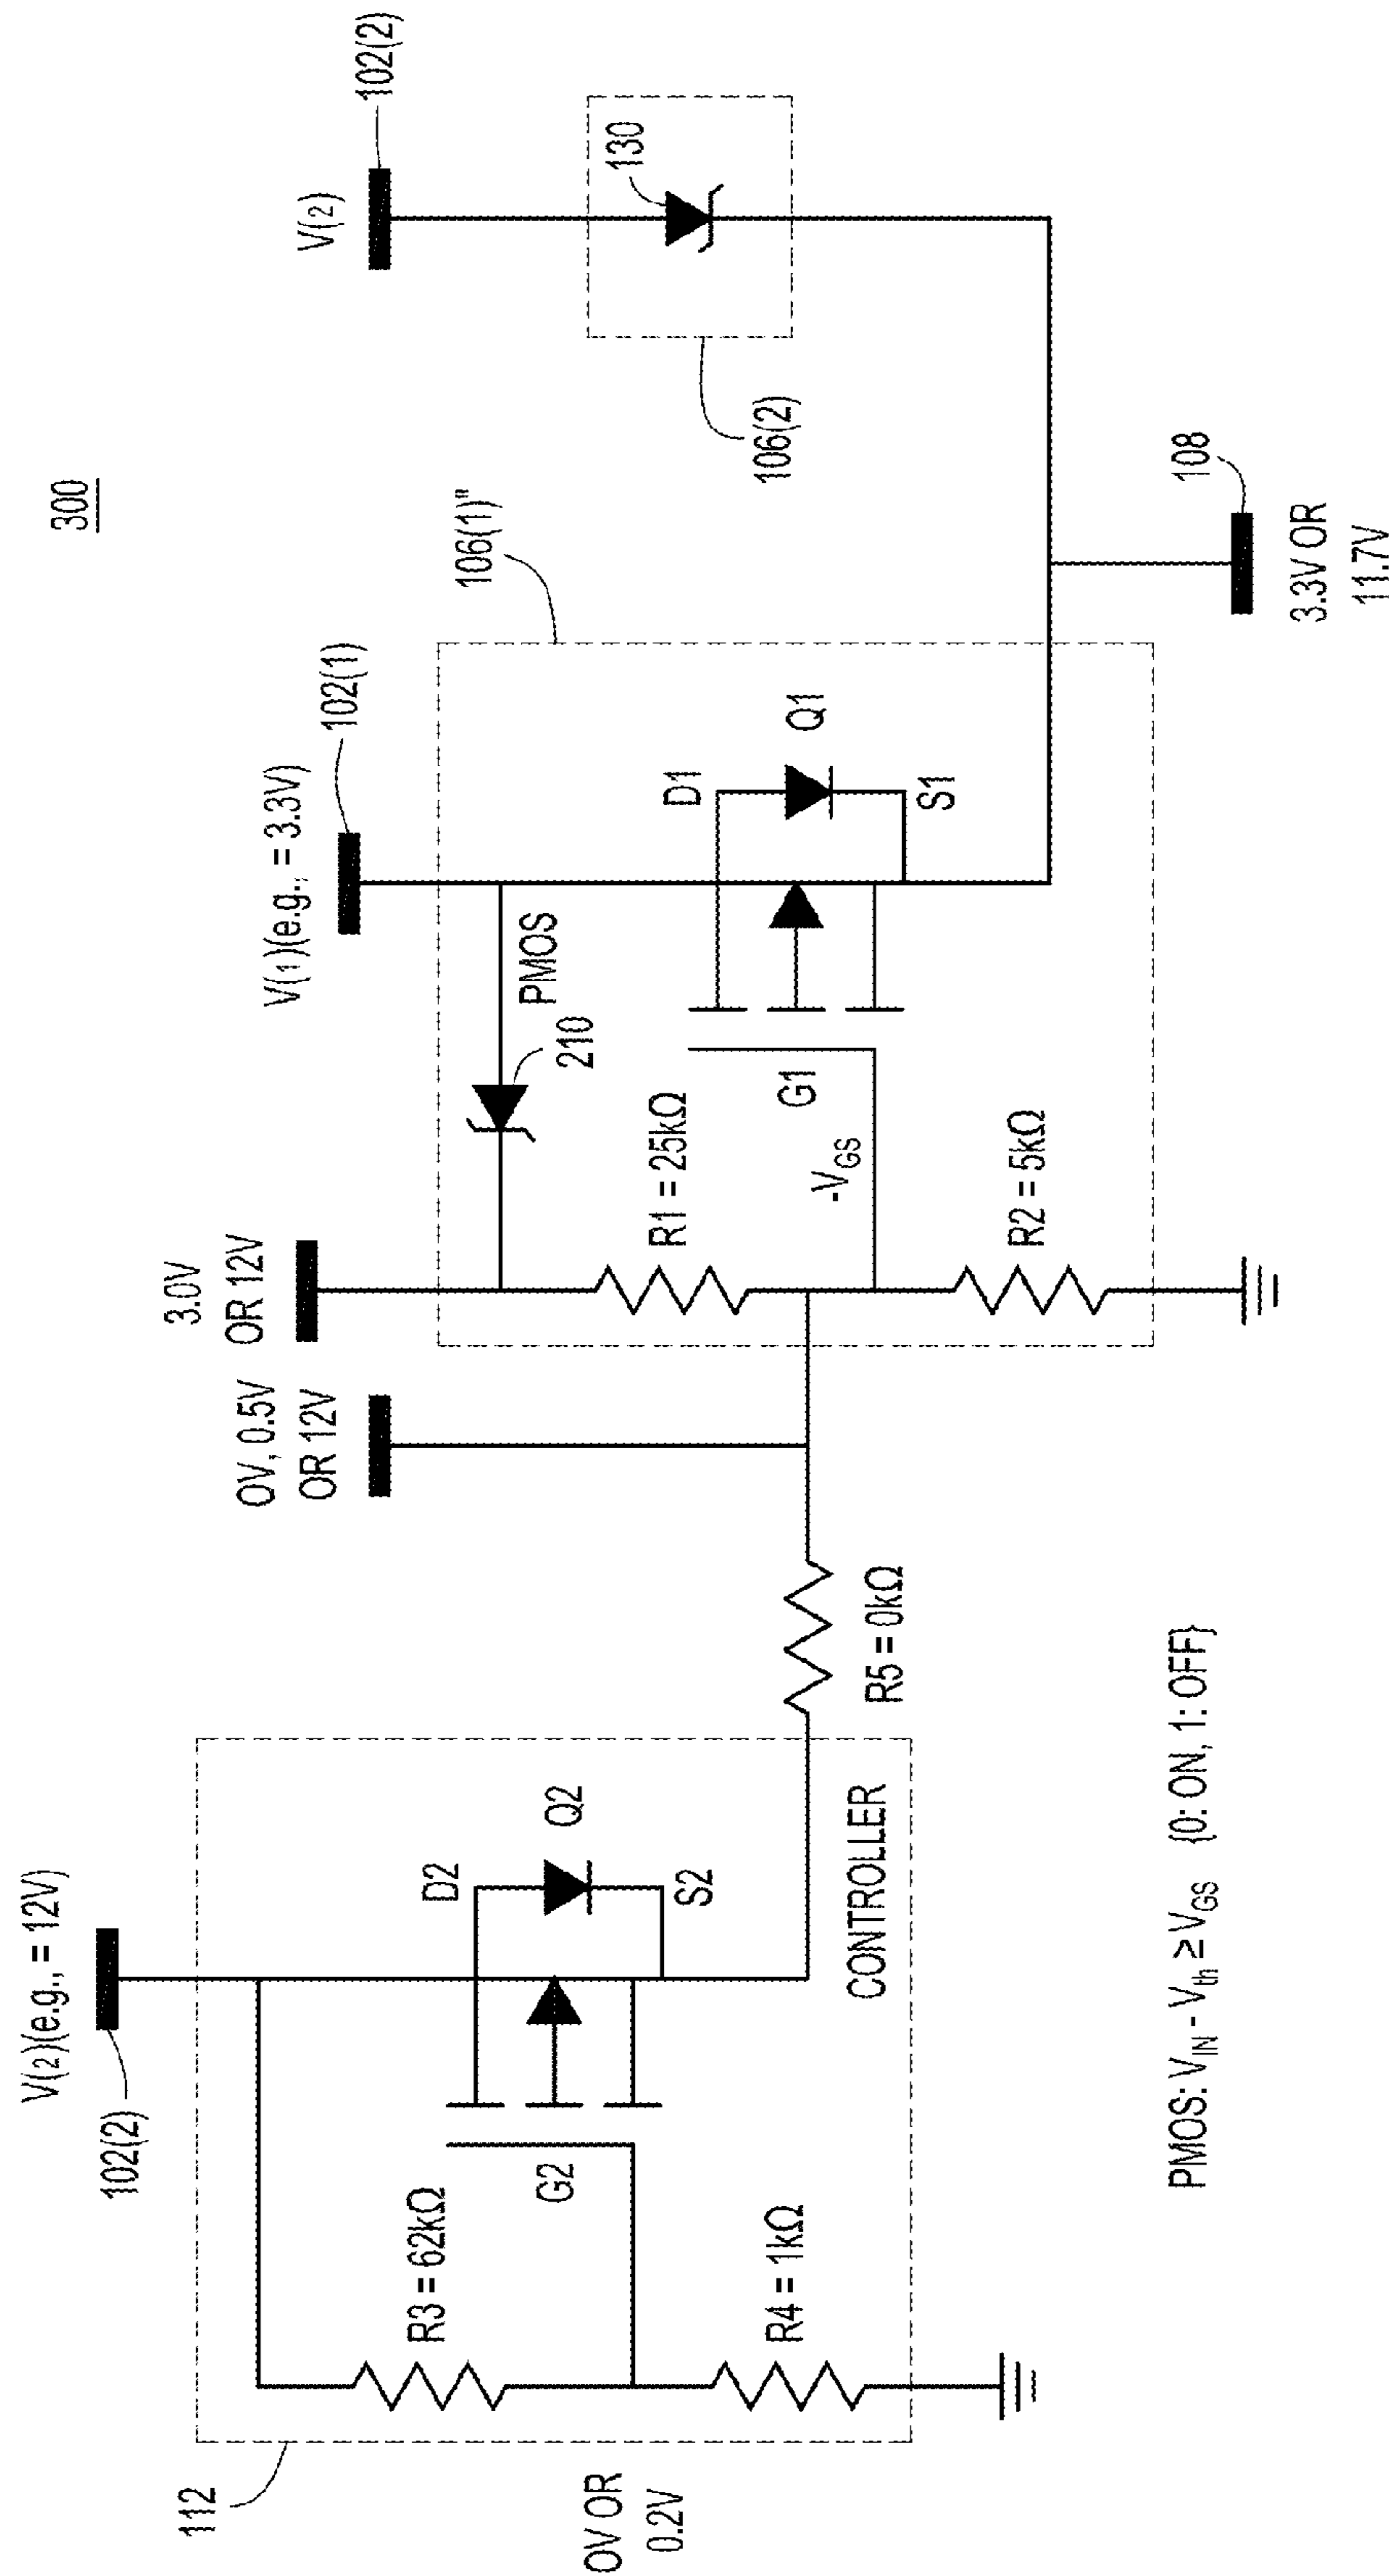 300
V(2)(e.g., = 12V)
102(2)
112
R3 = 62kΩ
R4 = 1kΩ
OV OR
0.2V
G2
D2
Q2
S2
CONTROLLER
R5 = 0kΩ
OV, 0.5V
OR 12V
3.0V
OR 12V
V(1)(e.g., = 3.3V)
102(1)
106(1)"
PMOS
210
R1 = 25kΩ
-VGS
R2 = 5kΩ
G1
D1
Q1
S1
V(2)
102(2)
130
106(2)
108
3.3V OR
11.7V
PMOS: VIN - Vth ≥ VGS {0: ON, 1: OFF}